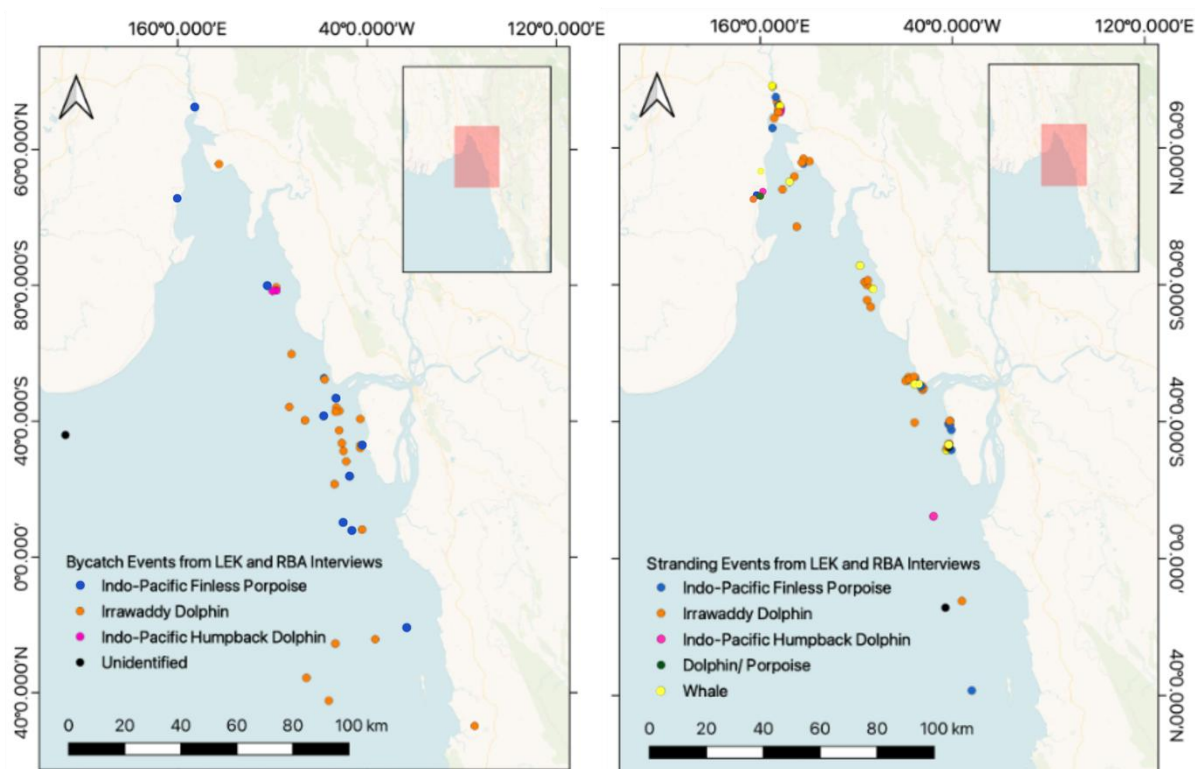 160°0.000'E 40°0.000'W 120°0.000'E
60°0.000'N
80°0.000'S
40°0.000'S
0°0.000'
40°0.000'N
Bycatch Events from LEK and RBA Interviews
Indo-Pacific Finless Porpoise
Irrawaddy Dolphin
Indo-Pacific Humpback Dolphin
Unidentified
0 20 40 60 80 100 km
160°0.000'E 40°0.000'W 120°0.000'E
60°0.000'N
80°0.000'S
40°0.000'S
0°0.000'
40°0.000'N
Stranding Events from LEK and RBA Interviews
Indo-Pacific Finless Porpoise
Irrawaddy Dolphin
Indo-Pacific Humpback Dolphin
Dolphin/ Porpoise
Whale
0 20 40 60 80 100 km